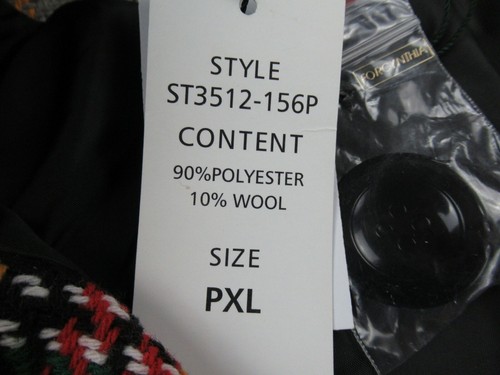 STYLE
ST3512-156P
CONTENT
90%POLYESTER
10% WOOL
SIZE
PXL